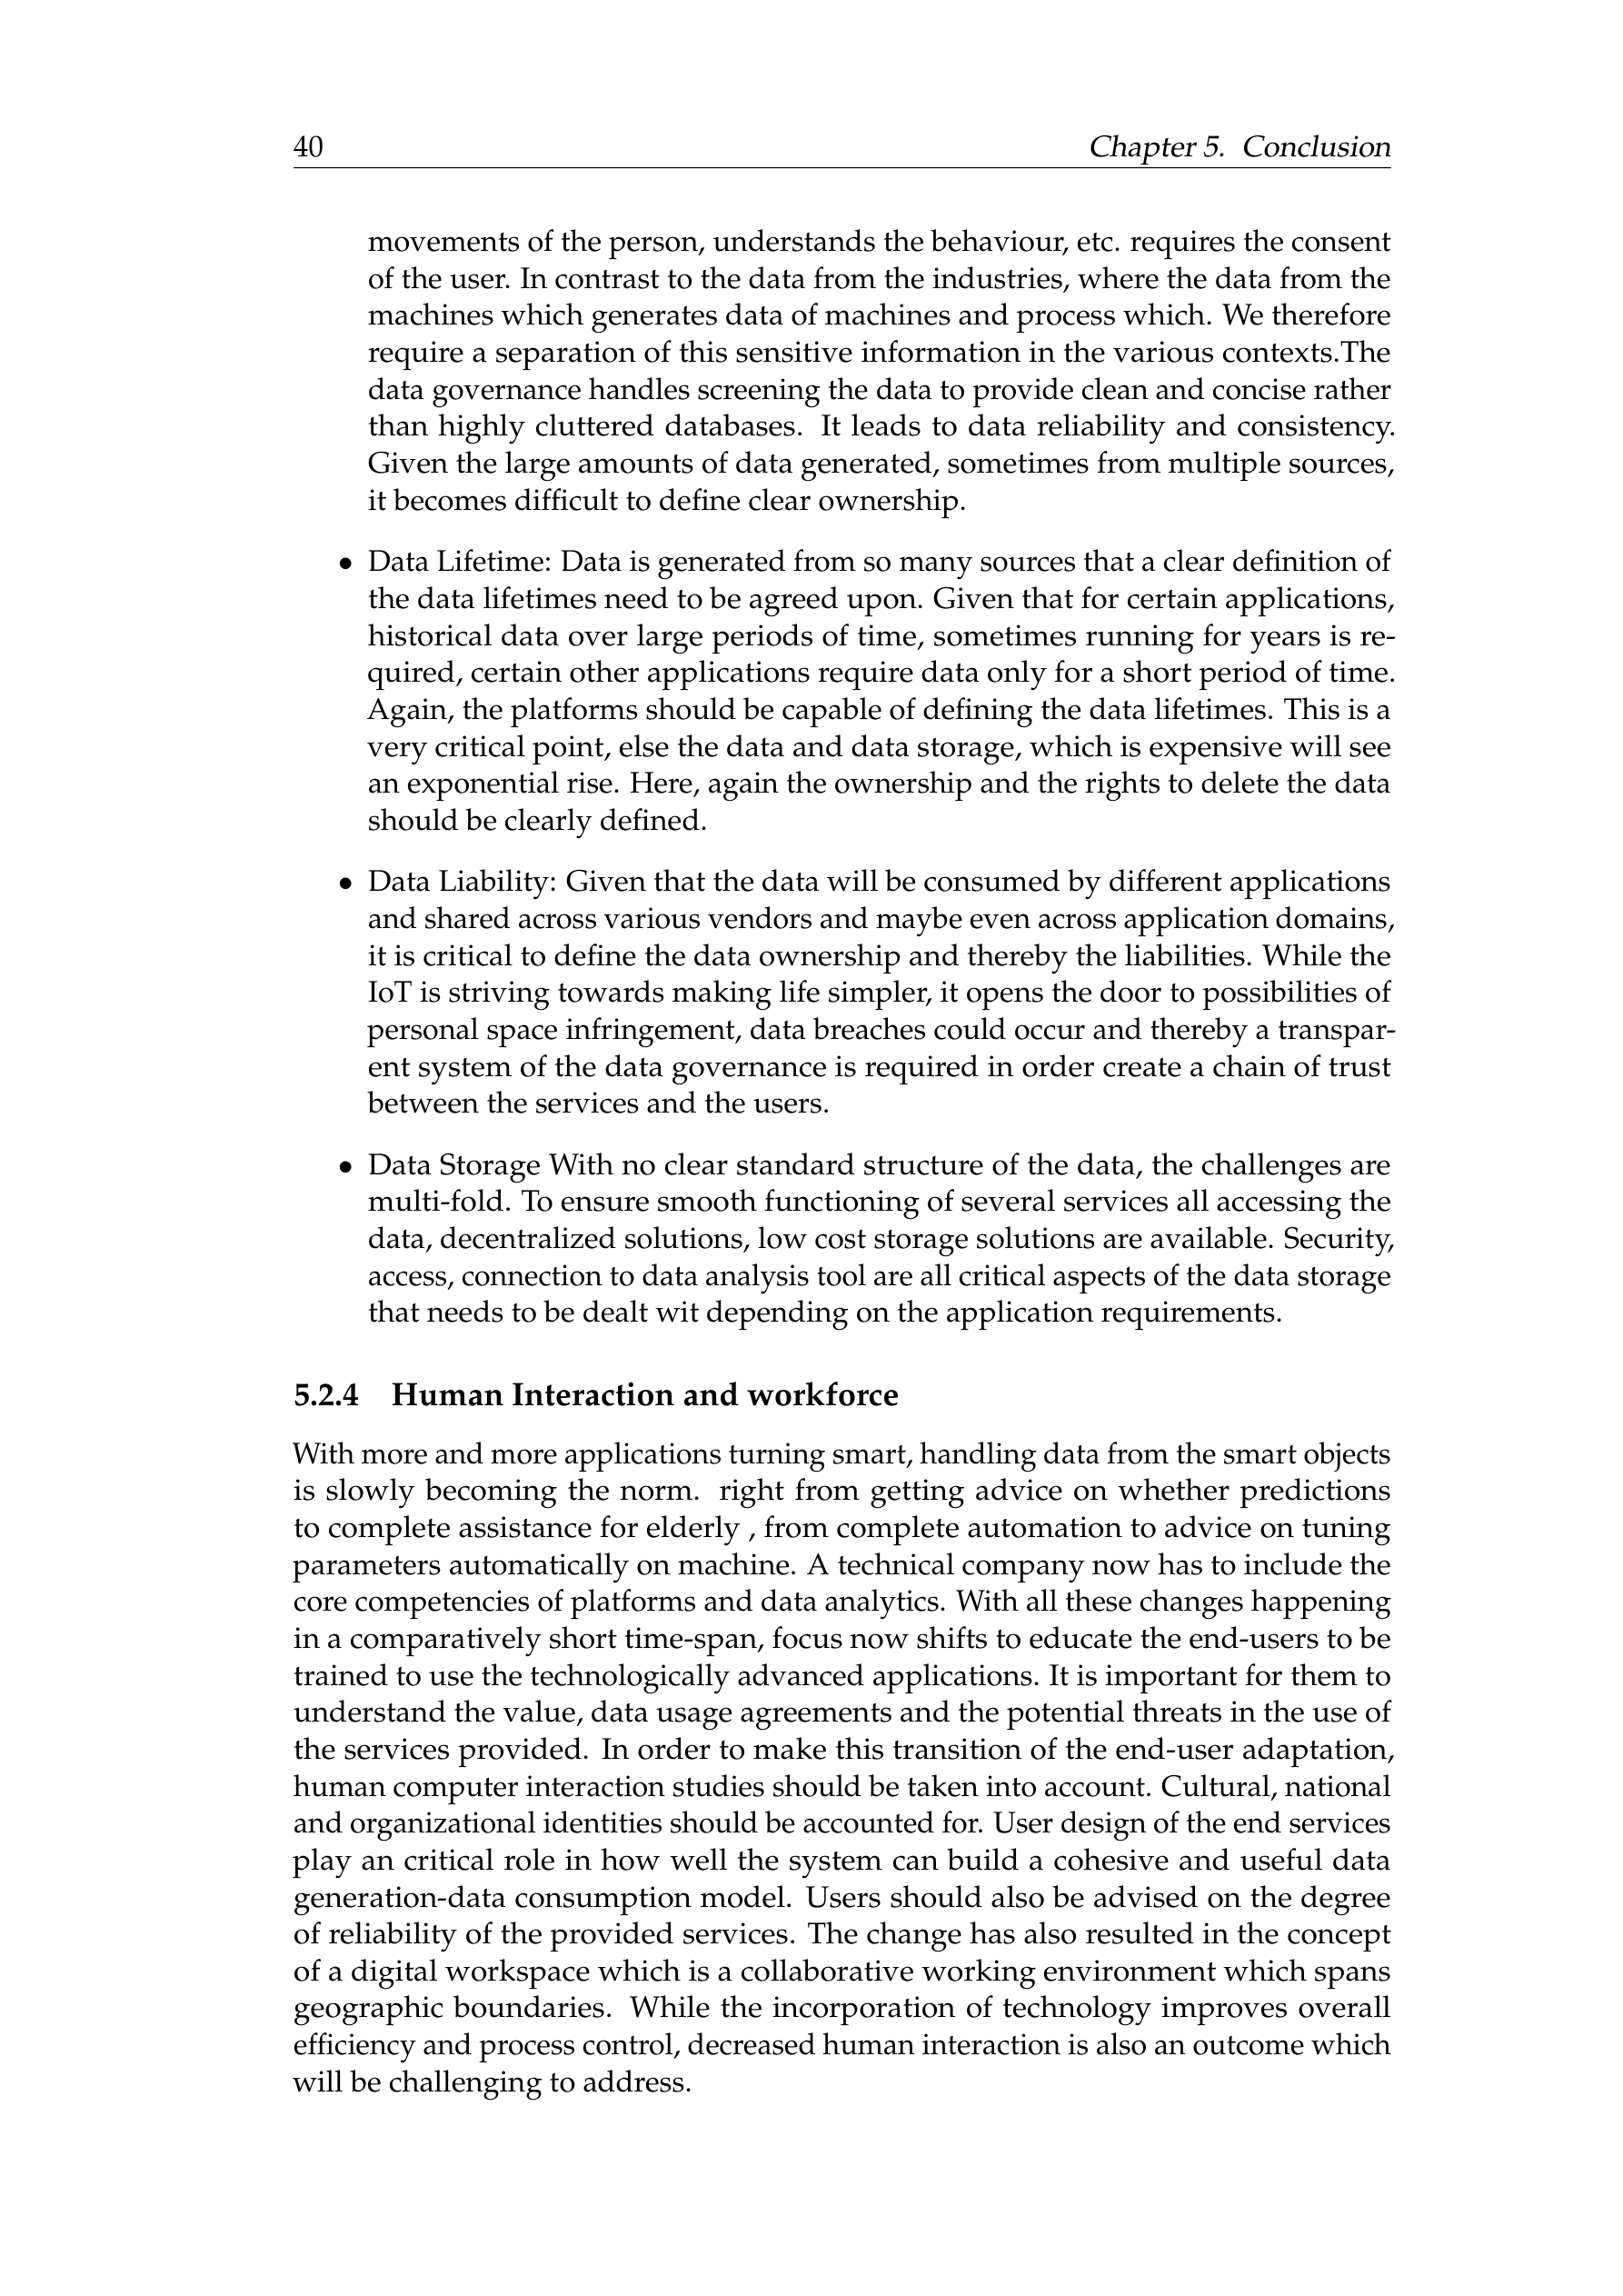 40 Chapter 5. Conclusion
movements of the person, understands the behaviour, etc. requires the consent
of the user. In contrast to the data from the industries, where the data from the
machines which generates data of machines and process which. We therefore
require a separation of this sensitive information in the various contexts.The
data governance handles screening the data to provide clean and concise rather
than highly cluttered databases. It leads to data reliability and consistency.
Given the large amounts of data generated, sometimes from multiple sources,
it becomes difficult to define clear ownership.
• Data Lifetime: Data is generated from so many sources that a clear definition of
the data lifetimes need to be agreed upon. Given that for certain applications,
historical data over large periods of time, sometimes running for years is re-
quired, certain other applications require data only for a short period of time.
Again, the platforms should be capable of defining the data lifetimes. This is a
very critical point, else the data and data storage, which is expensive will see
an exponential rise. Here, again the ownership and the rights to delete the data
should be clearly defined.
• Data Liability: Given that the data will be consumed by different applications
and shared across various vendors and maybe even across application domains,
it is critical to define the data ownership and thereby the liabilities. While the
IoT is striving towards making life simpler, it opens the door to possibilities of
personal space infringement, data breaches could occur and thereby a transpar-
ent system of the data governance is required in order create a chain of trust
between the services and the users.
• Data Storage With no clear standard structure of the data, the challenges are
multi-fold. To ensure smooth functioning of several services all accessing the
data, decentralized solutions, low cost storage solutions are available. Security,
access, connection to data analysis tool are all critical aspects of the data storage
that needs to be dealt wit depending on the application requirements.
5.2.4 Human Interaction and workforce
With more and more applications turning smart, handling data from the smart objects
is slowly becoming the norm. right from getting advice on whether predictions
to complete assistance for elderly , from complete automation to advice on tuning
parameters automatically on machine. A technical company now has to include the
core competencies of platforms and data analytics. With all these changes happening
in a comparatively short time-span, focus now shifts to educate the end-users to be
trained to use the technologically advanced applications. It is important for them to
understand the value, data usage agreements and the potential threats in the use of
the services provided. In order to make this transition of the end-user adaptation,
human computer interaction studies should be taken into account. Cultural, national
and organizational identities should be accounted for. User design of the end services
play an critical role in how well the system can build a cohesive and useful data
generation-data consumption model. Users should also be advised on the degree
of reliability of the provided services. The change has also resulted in the concept
of a digital workspace which is a collaborative working environment which spans
geographic boundaries. While the incorporation of technology improves overall
efficiency and process control, decreased human interaction is also an outcome which
will be challenging to address.